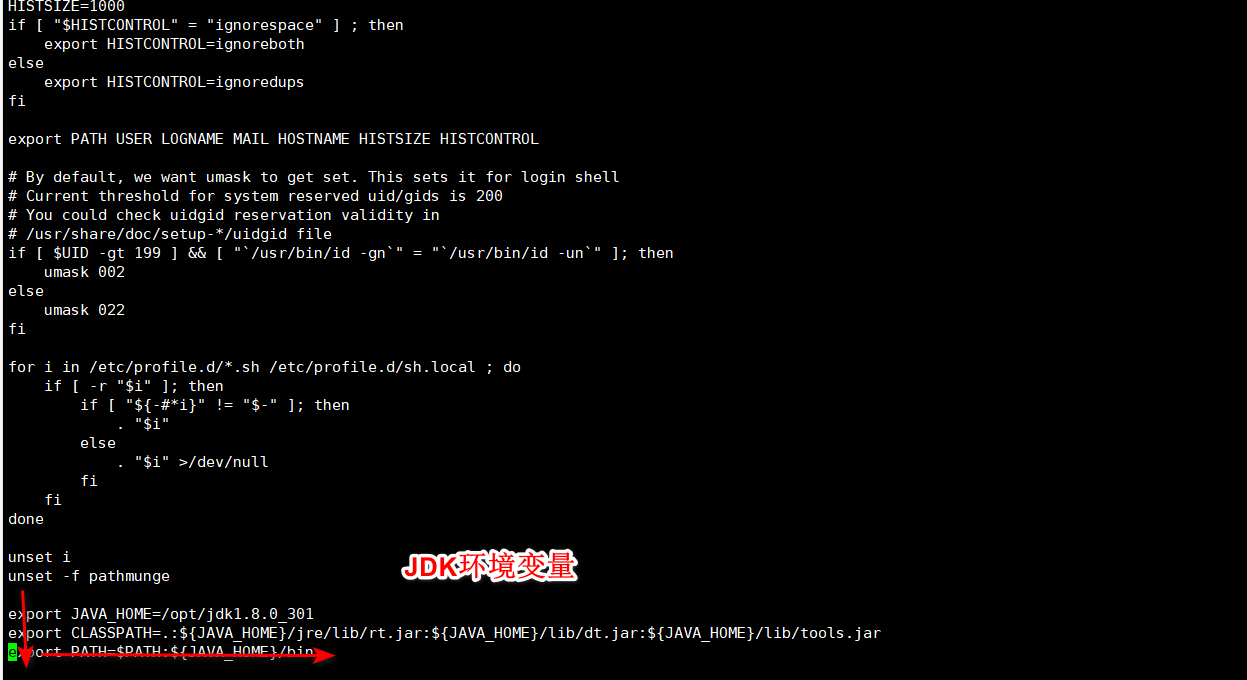 HISTSIZE=1000
if [ "$HISTCONTROL" = "ignorespace" ] ; then
    export HISTCONTROL=ignoreboth
else
    export HISTCONTROL=ignoredups
fi

export PATH USER LOGNAME MAIL HOSTNAME HISTSIZE HISTCONTROL

# By default, we want umask to get set. This sets it for login shell
# Current threshold for system reserved uid/gids is 200
# You could check uidgid reservation validity in
# /usr/share/doc/setup-*/uidgid file
if [ $UID -gt 199 ] && [ "`/usr/bin/id -gn`" = "`/usr/bin/id -un`" ]; then
    umask 002
else
    umask 022
fi

for i in /etc/profile.d/*.sh /etc/profile.d/sh.local ; do
    if [ -r "$i" ]; then
        if [ "${-#*i}" != "$-" ]; then
            . "$i"
        else
            . "$i" >/dev/null
        fi
    fi
done

unset i
JDK环境变量
unset -f pathmunge

export JAVA_HOME=/opt/jdk1.8.0_301
export CLASSPATH=.:${JAVA_HOME}/jre/lib/rt.jar:${JAVA_HOME}/lib/dt.jar:${JAVA_HOME}/lib/tools.jar
export PATH=$PATH:${JAVA_HOME}/bin